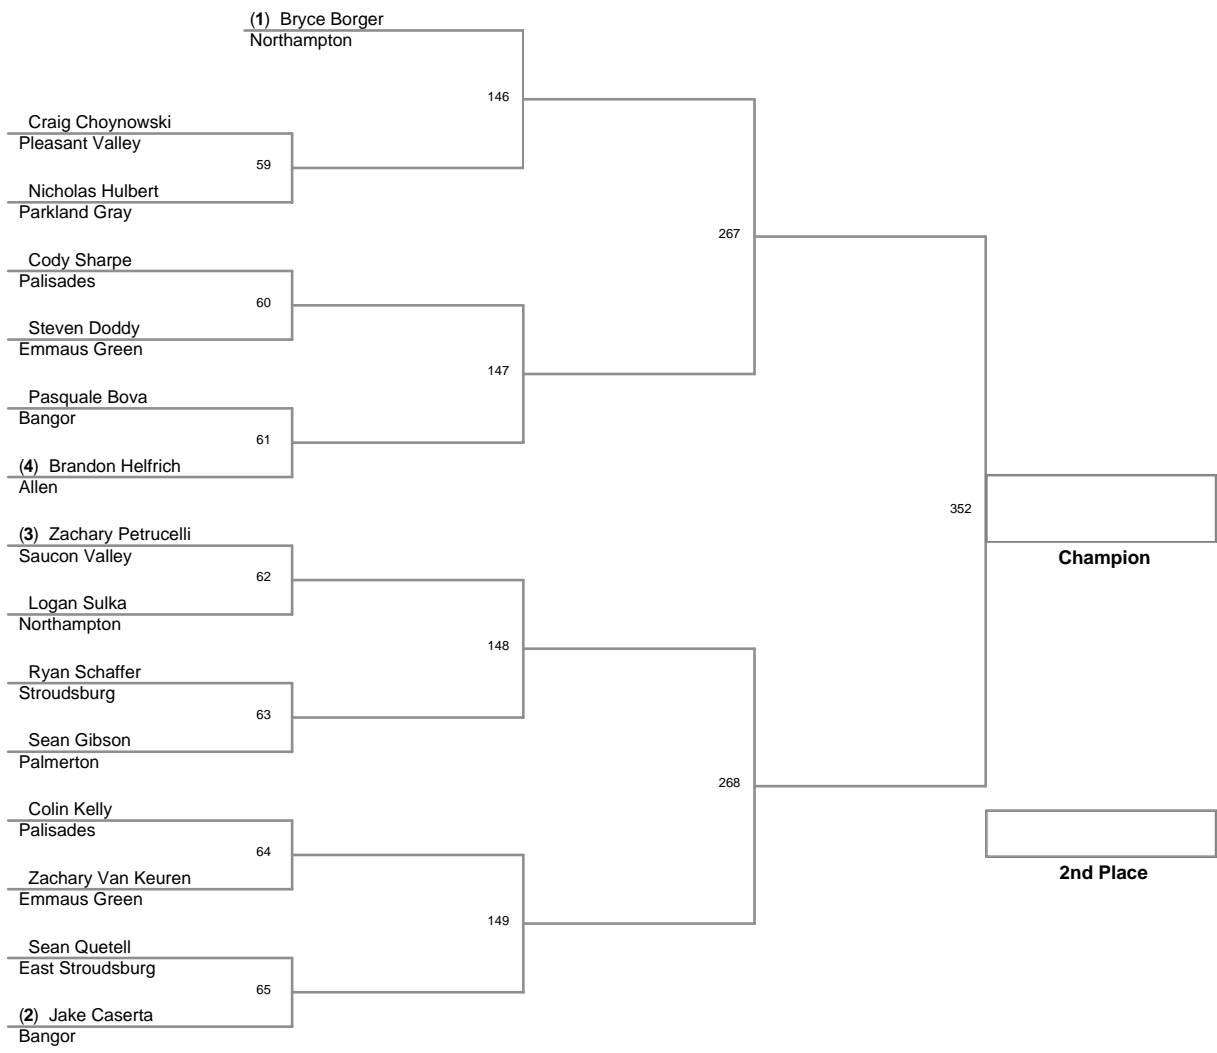 (1) Bryce Borger
Northampton
146
Craig Choynowski
Pleasant Valley
59
Nicholas Hulbert
Parkland Gray
267
Cody Sharpe
Palisades
60
Steven Doddy
Emmaus Green
147
Pasquale Bova
Bangor
61
(4) Brandon Helfrich
Allen
352
Champion
(3) Zachary Petrucelli
Saucon Valley
62
Logan Sulka
Northampton
148
Ryan Schaffer
Stroudsburg
63
Sean Gibson
Palmerton
268
Colin Kelly
Palisades
64
Zachary Van Keuren
Emmaus Green
2nd Place
149
Sean Quetell
East Stroudsburg
65
(2) Jake Caserta
Bangor